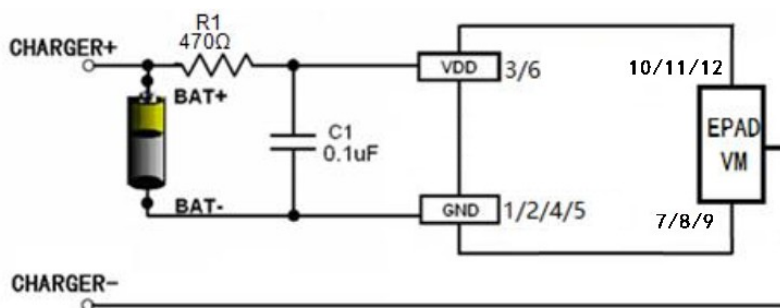 R1
470Ω
CHARGER+
VDD
3/6
10/11/12
BAT+
C1
0.1uF
EPAD
VM
BAT-
GND
1/2/4/5
7/8/9
CHARGER-